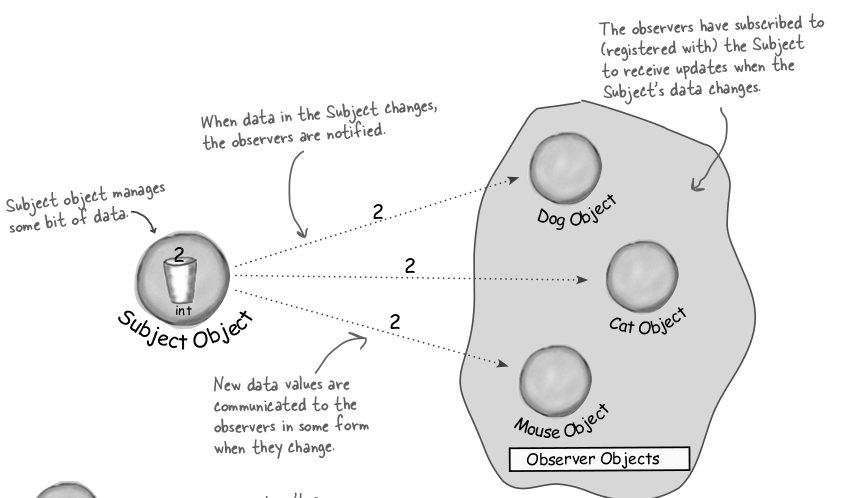 The observers have subscribed to
(registered with) the Subject
to receive updates when the
Subject's data changes.
When data in the Subject changes,
the observers are notified.
Subject object manages
some bit of data.
2
int
Subject Object
2
2
2
Dog Object
Cat Object
Mouse Object
New data values are
communicated to the
observers in some form
when they change.
Observer Objects